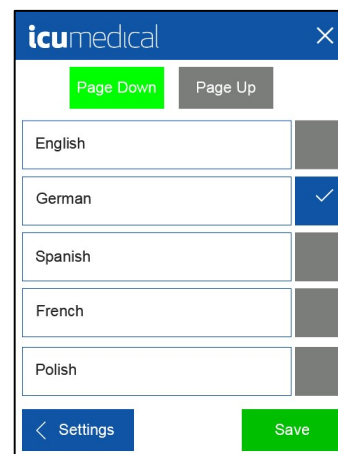 icumedical
Page Down Page Up
English
German
Spanish
French
Polish
Settings Save